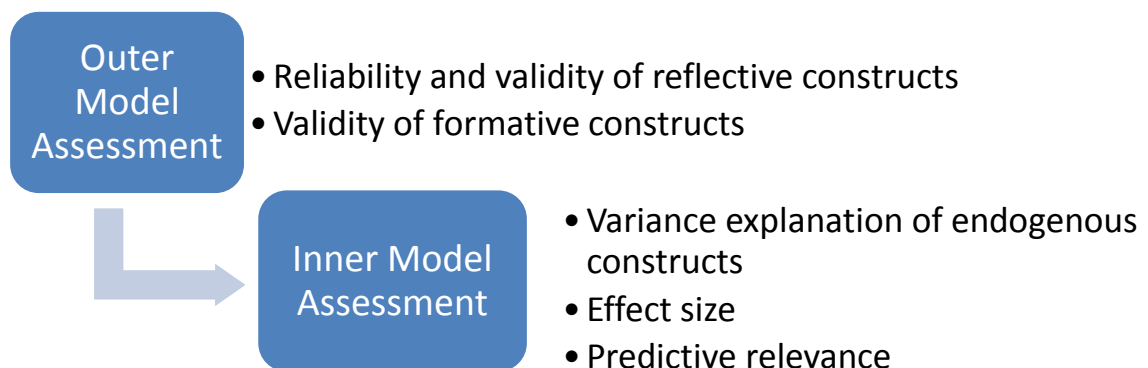 Outer
Model
Assessment
• Reliability and validity of reflective constructs
• Validity of formative constructs
Inner Model
Assessment
• Variance explanation of endogenous
constructs
• Effect size
• Predictive relevance